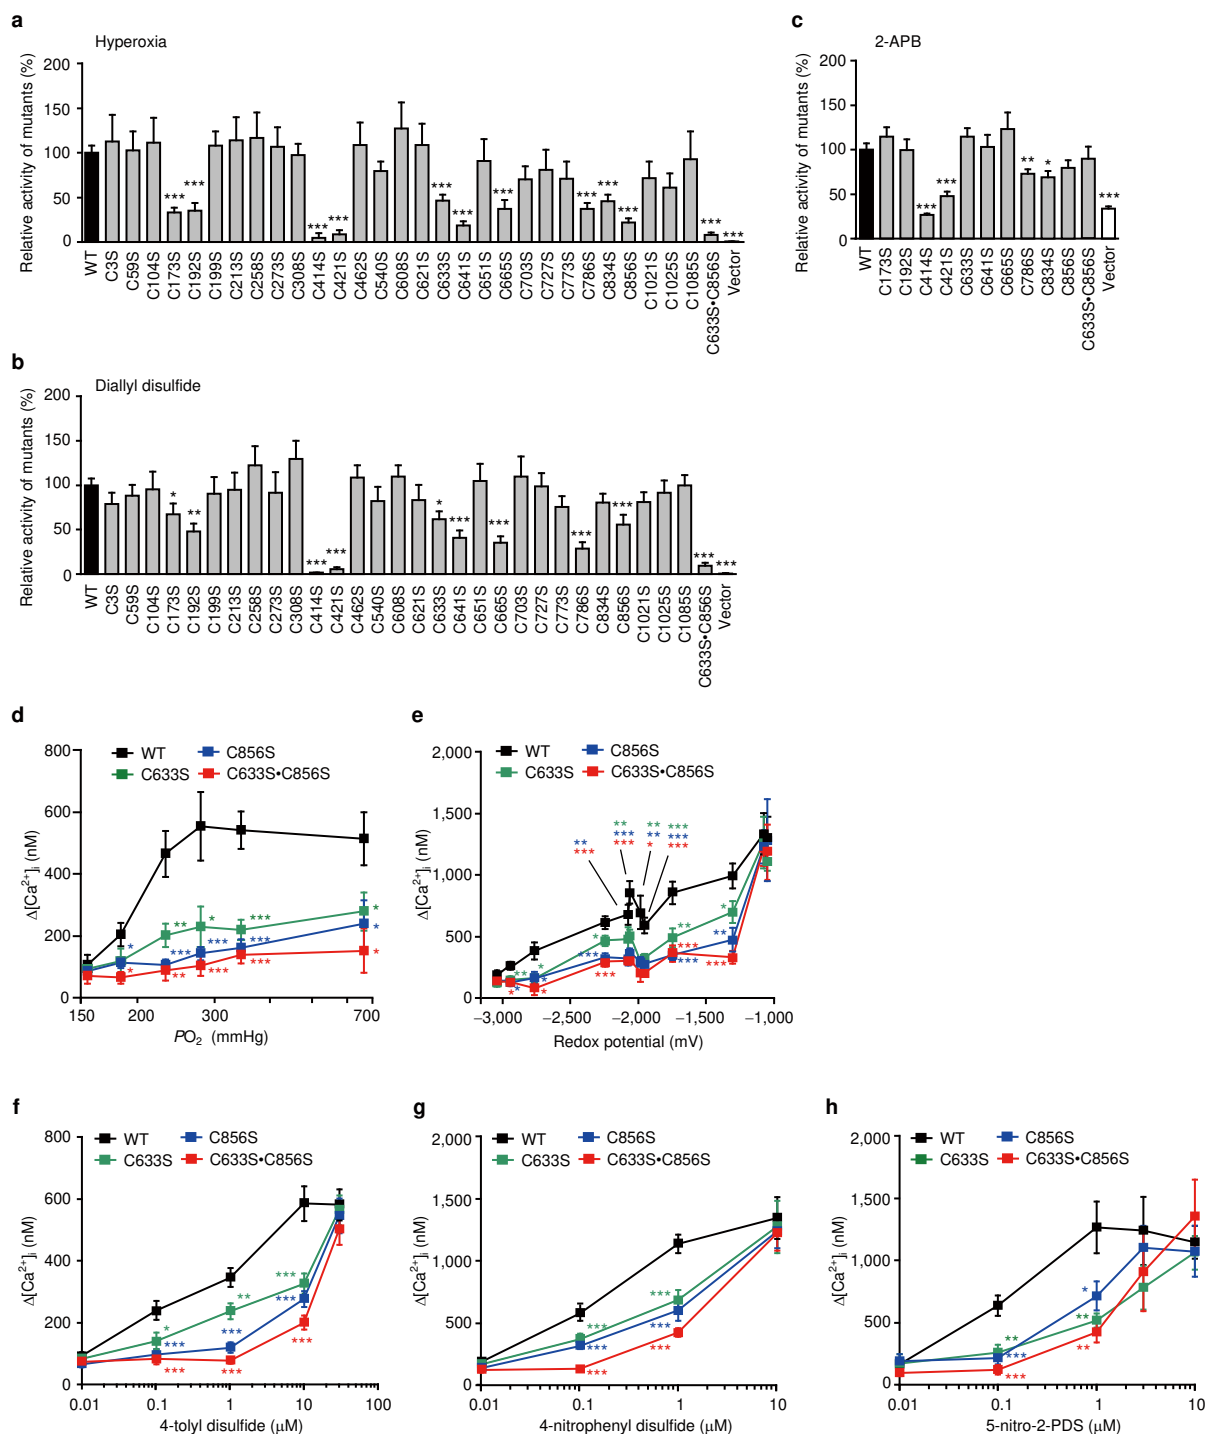 a
Hyperoxia
Relative activity of mutants (%)
200
150
100
50
0
*** *** *** *** *** *** *** *** *** *** *** ***
WT C3S C59S C104S C173S C192S C199S C213S C258S C273S C308S C414S C421S C462S C540S C608S C621S C633S C641S C651S C665S C703S C727S C773S C786S C834S C856S C1021S C1025S C1085S C633S•C856S Vector
c
2-APB
Relative activity of mutants (%)
200
150
100
50
0
*** *** ** * ***
WT C173S C192S C414S C421S C633S C641S C665S C786S C834S C856S C633S•C856S Vector
b
Diallyl disulfide
Relative activity of mutants (%)
200
150
100
50
0
* ** *** *** * *** *** *** *** *** ***
WT C3S C59S C104S C173S C192S C199S C213S C258S C273S C308S C414S C421S C462S C540S C608S C621S C633S C641S C651S C665S C703S C727S C773S C786S C834S C856S C1021S C1025S C1085S C633S•C856S Vector
d
WT C856S
C633S C633S•C856S
Δ[Ca²⁺]ᵢ (nM)
800
600
400
200
0
** * *** *
* *** *** *** *
* ** *** *** *
150 200 300 700
PO₂ (mmHg)
e
WT C856S
C633S C633S•C856S
Δ[Ca²⁺]ᵢ (nM)
2,000
1,500
1,000
500
0
** ** ***
** *** ** ***
*** *** * ***
* ** *
** * *** *** **
* * * * *** *** ***
–3,000 –2,500 –2,000 –1,500 –1,000
Redox potential (mV)
f
WT C856S
C633S C633S•C856S
Δ[Ca²⁺]ᵢ (nM)
800
600
400
200
0
* ** ***
*** *** ***
*** *** ***
0.01 0.1 1 10 100
4-tolyl disulfide (μM)
g
WT C856S
C633S C633S•C856S
Δ[Ca²⁺]ᵢ (nM)
2,000
1,500
1,000
500
0
*** ***
*** ***
*** ***
0.01 0.1 1 10
4-nitrophenyl disulfide (μM)
h
WT C856S
C633S C633S•C856S
Δ[Ca²⁺]ᵢ (nM)
2,000
1,500
1,000
500
0
** **
*** *
*** **
0.01 0.1 1 10
5-nitro-2-PDS (μM)